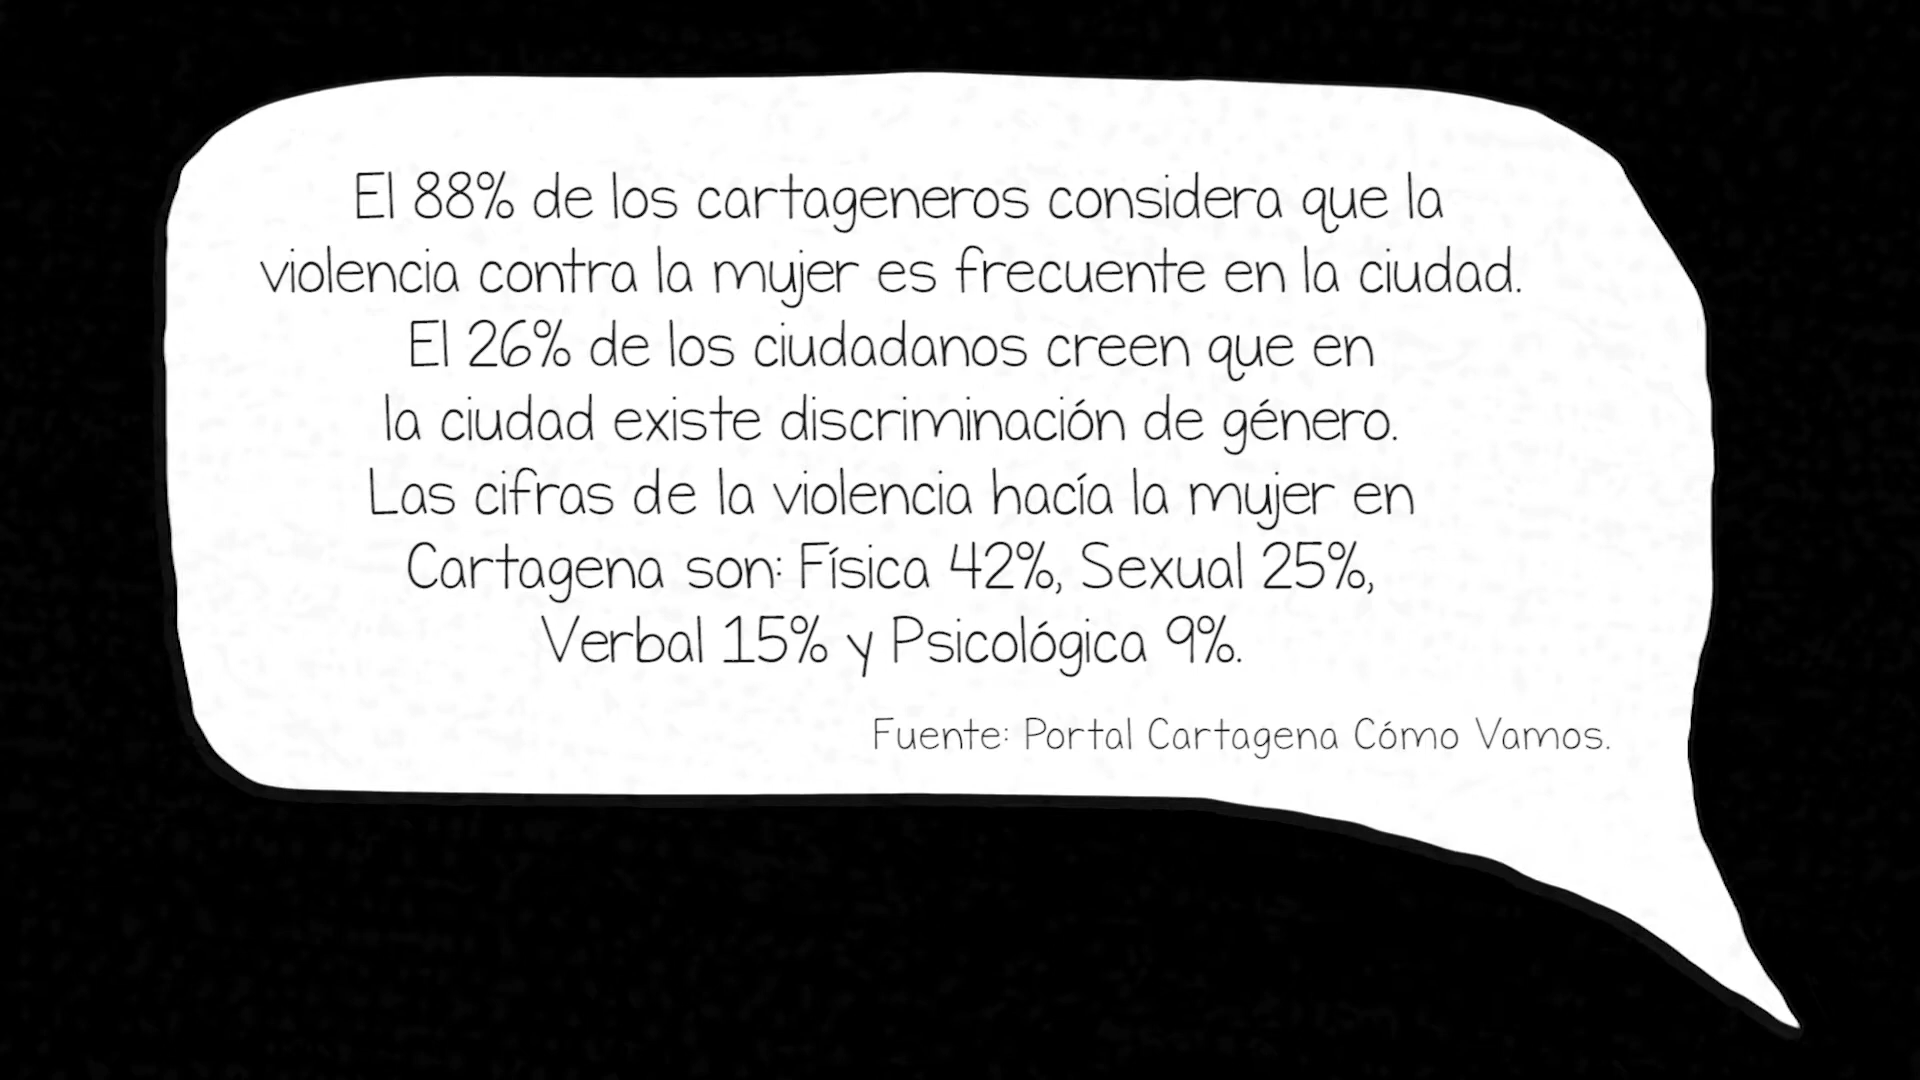 El 88% de los cartageneros considera que la
violencia contra la mujer es frecuente en la ciudad.
El 26% de los ciudadanos creen que en
la ciudad existe discriminación de género.
Las cifras de la violencia hacía la mujer en
Cartagena son: Física 42%, Sexual 25%,
Verbal 15% y Psicológica 9%.
Fuente: Portal Cartagena Cómo Vamos.